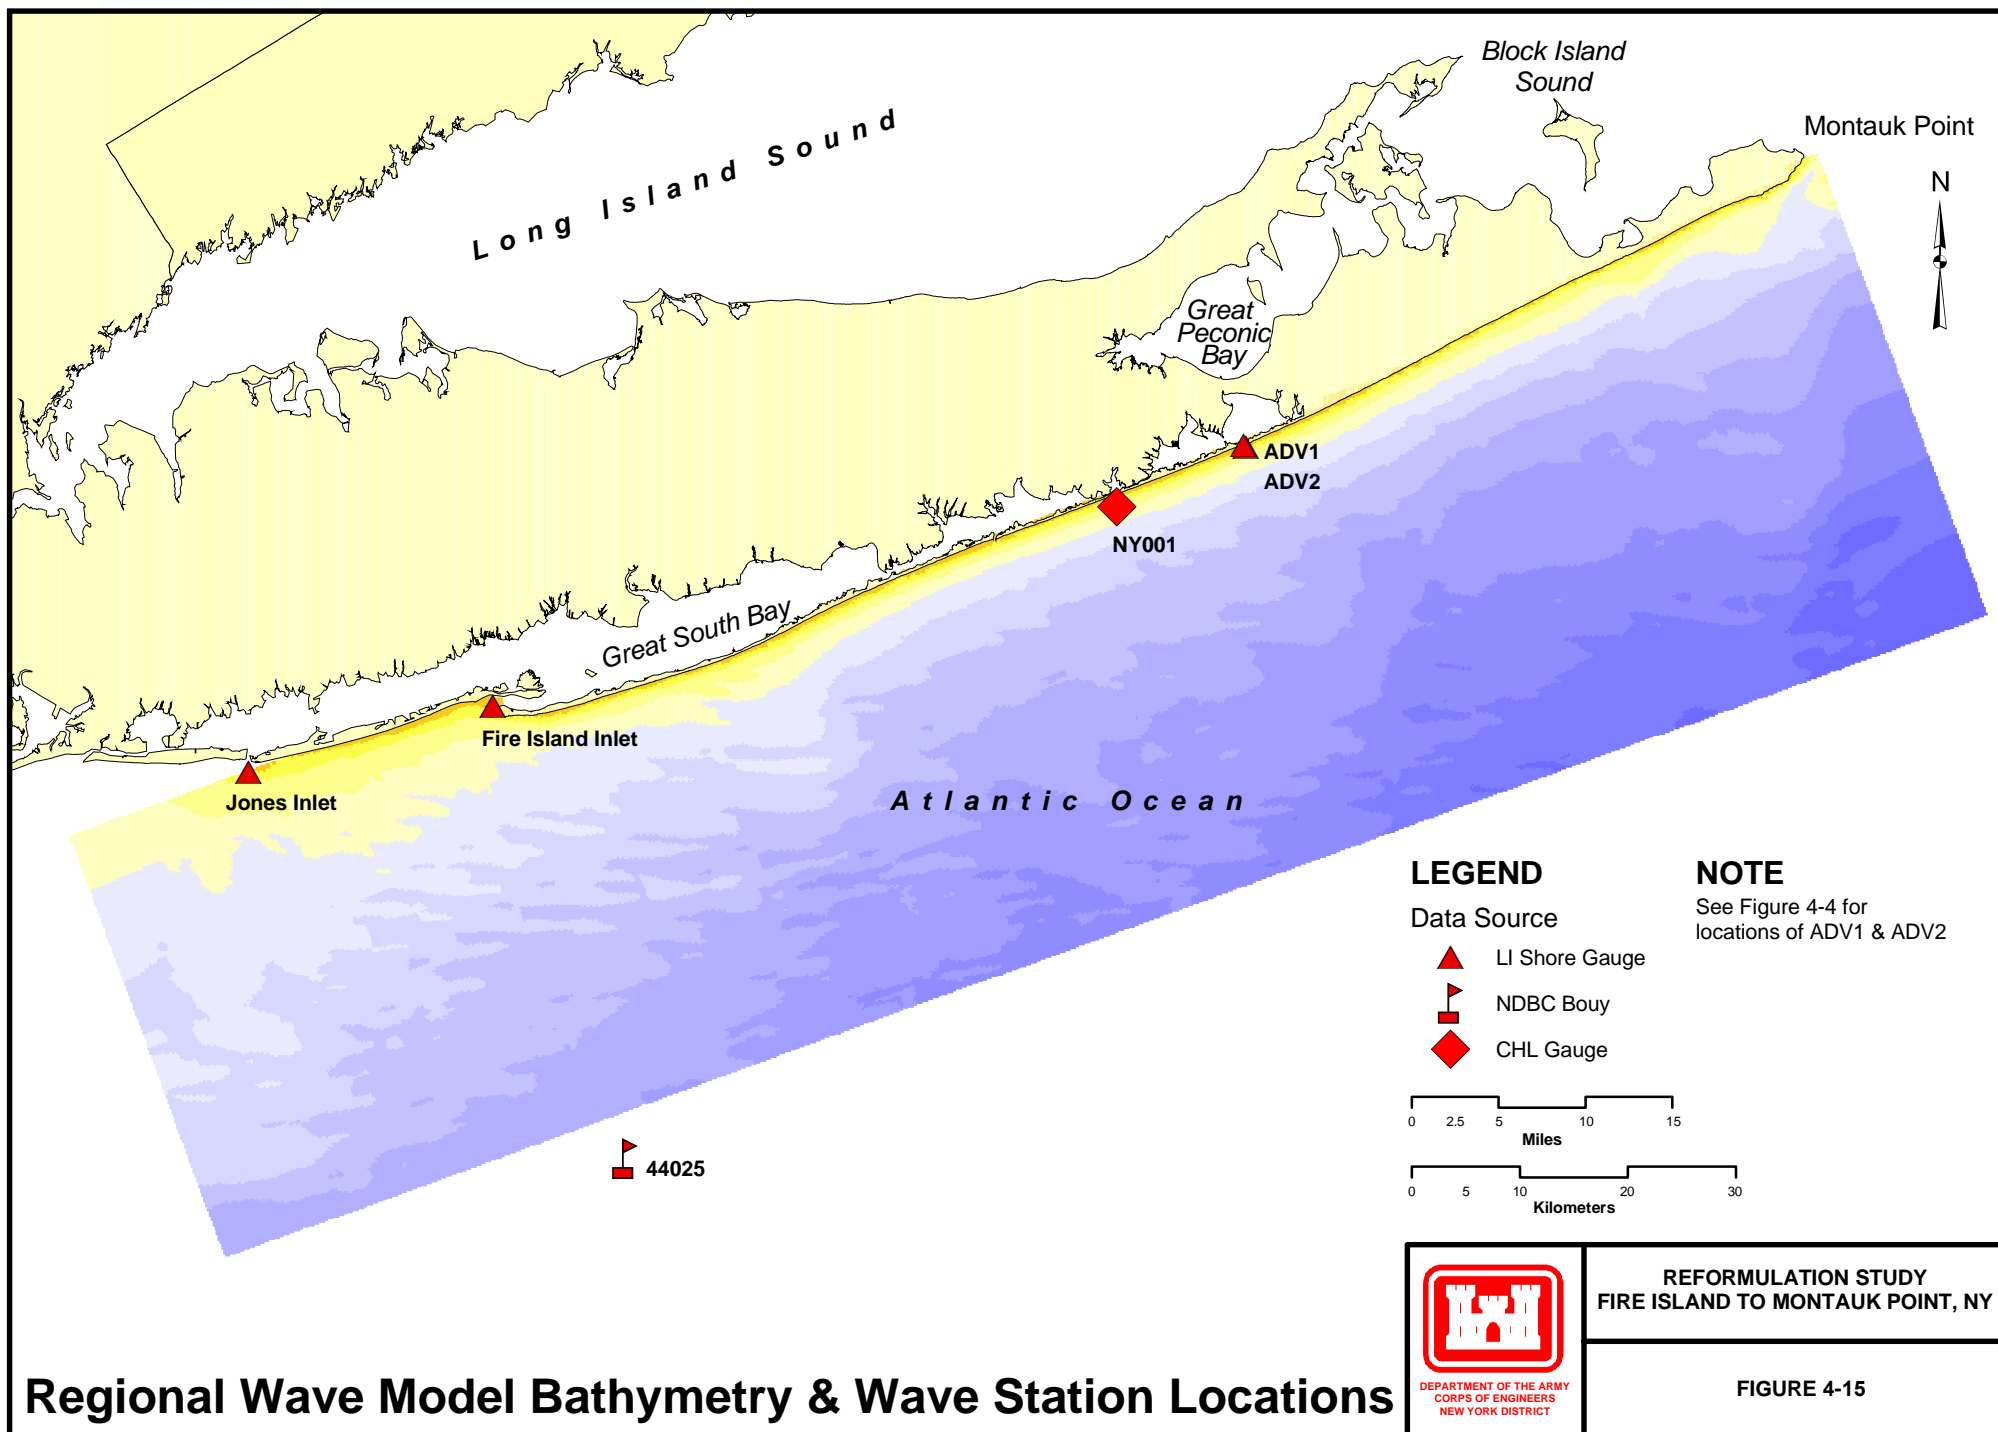 Block Island
Sound
Montauk Point
Long Island Sound
N
Great
Peconic
Bay
ADV1
ADV2
NY001
Great South Bay
Fire Island Inlet
Jones Inlet
Atlantic Ocean
44025
LEGEND
Data Source
LI Shore Gauge
NDBC Bouy
CHL Gauge
NOTE
See Figure 4-4 for
locations of ADV1 & ADV2
0 2.5 5 10 15
Miles
0 5 10 20 30
Kilometers
DEPARTMENT OF THE ARMY
CORPS OF ENGINEERS
NEW YORK DISTRICT
REFORMULATION STUDY
FIRE ISLAND TO MONTAUK POINT, NY
FIGURE 4-15
Regional Wave Model Bathymetry & Wave Station Locations